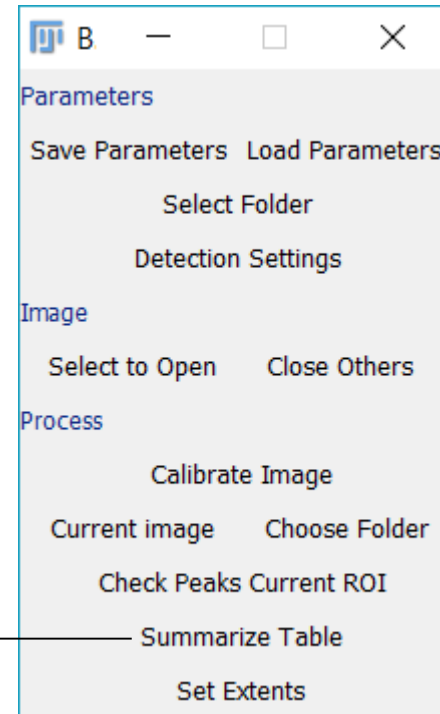 B
Parameters
Save Parameters Load Parameters
Select Folder
Detection Settings
Image
Select to Open Close Others
Process
Calibrate Image
Current image Choose Folder
Check Peaks Current ROI
Summarize Table
Set Extents